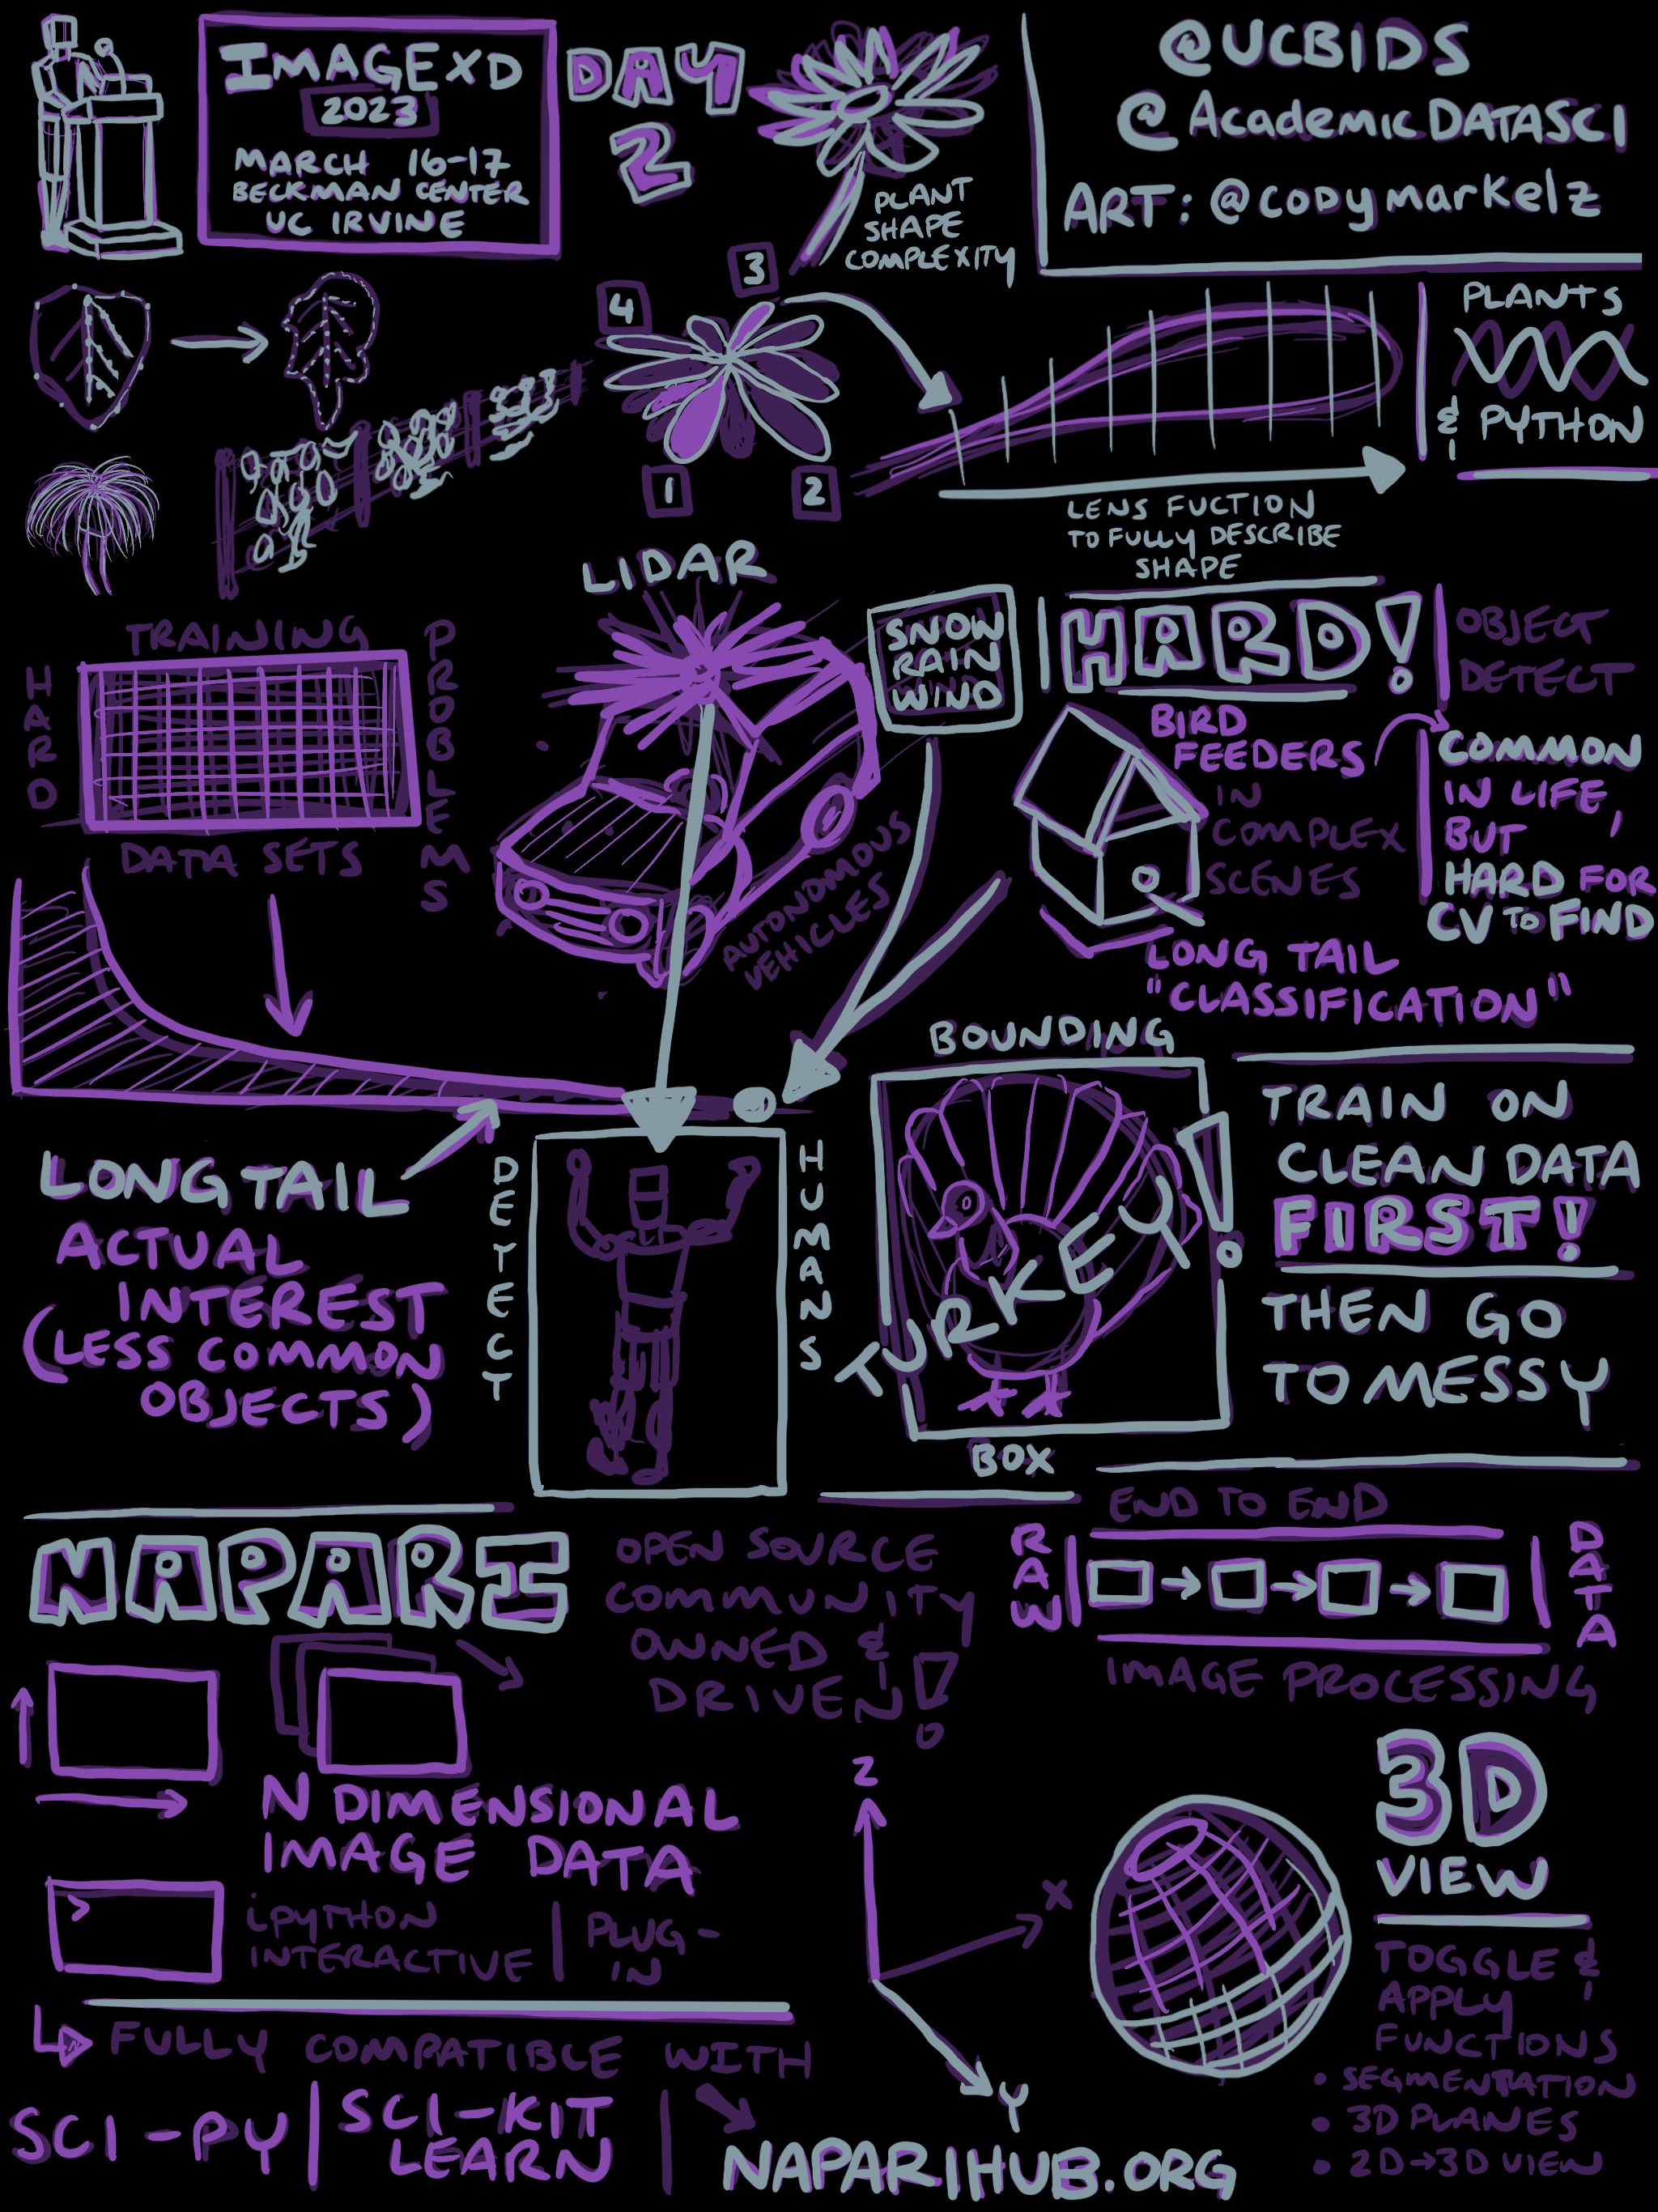 IMAGEXD
2023
MARCH 16-17
BECKMAN CENTER
UC IRVINE
DAY
2
PLANT
SHAPE
COMPLEXITY
@UCBIDS
@AcademicDATASCI
ART: @codymarkelz
4
3
1
2
LENS FUCTION
TO FULLY DESCRIBE
SHAPE
PLANTS
& PYTHON
TRAINING
HARD
PROBLEMS
DATA SETS
LIDAR
AUTONOMOUS
VEHICLES
SNOW
RAIN
WIND
HARD!
OBJECT
DETECT
BIRD
FEEDERS
IN
COMPLEX
SCENES
COMMON
IN LIFE,
BUT
HARD FOR
CV TO FIND
LONG TAIL
"CLASSIFICATION"
LONG TAIL
ACTUAL
INTEREST
(LESS COMMON
OBJECTS)
DETECT
HUMANS
BOUNDING
TURKEY!
BOX
TRAIN ON
CLEAN DATA
FIRST!
THEN GO
TO MESSY
NAPARI
OPEN SOURCE
COMMUNITY
OWNED &
DRIVEN!
END TO END
RAW
DATA
IMAGE PROCESSING
N DIMENSIONAL
IMAGE DATA
>
iPYTHON
INTERACTIVE
PLUG-
IN
FULLY COMPATIBLE WITH
SCI-PY
SCI-KIT
LEARN
NAPARIHUB.ORG
Z
X
Y
3D
VIEW
TOGGLE &
APPLY
FUNCTIONS
• SEGMENTATION
• 3D PLANES
• 2D→3D VIEW